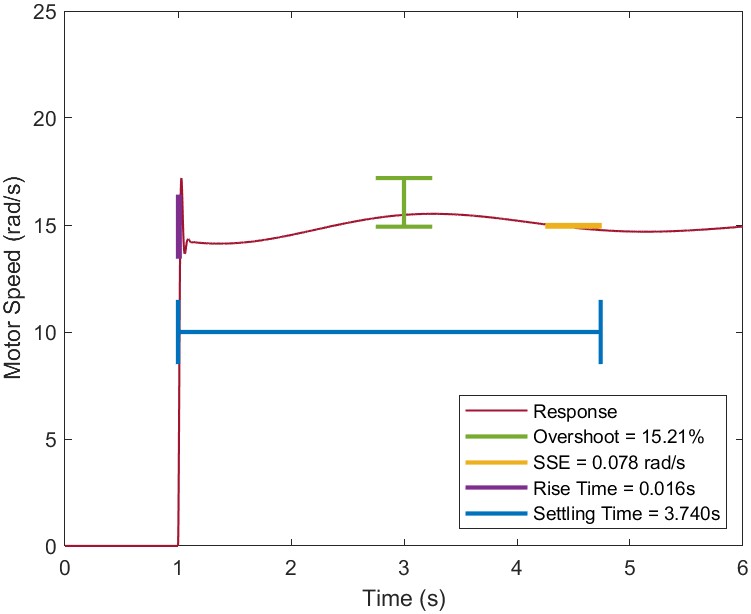 25
20
15
10
5
0
Motor Speed (rad/s)
Response
Overshoot = 15.21%
SSE = 0.078 rad/s
Rise Time = 0.016s
Settling Time = 3.740s
0 1 2 3 4 5 6
Time (s)